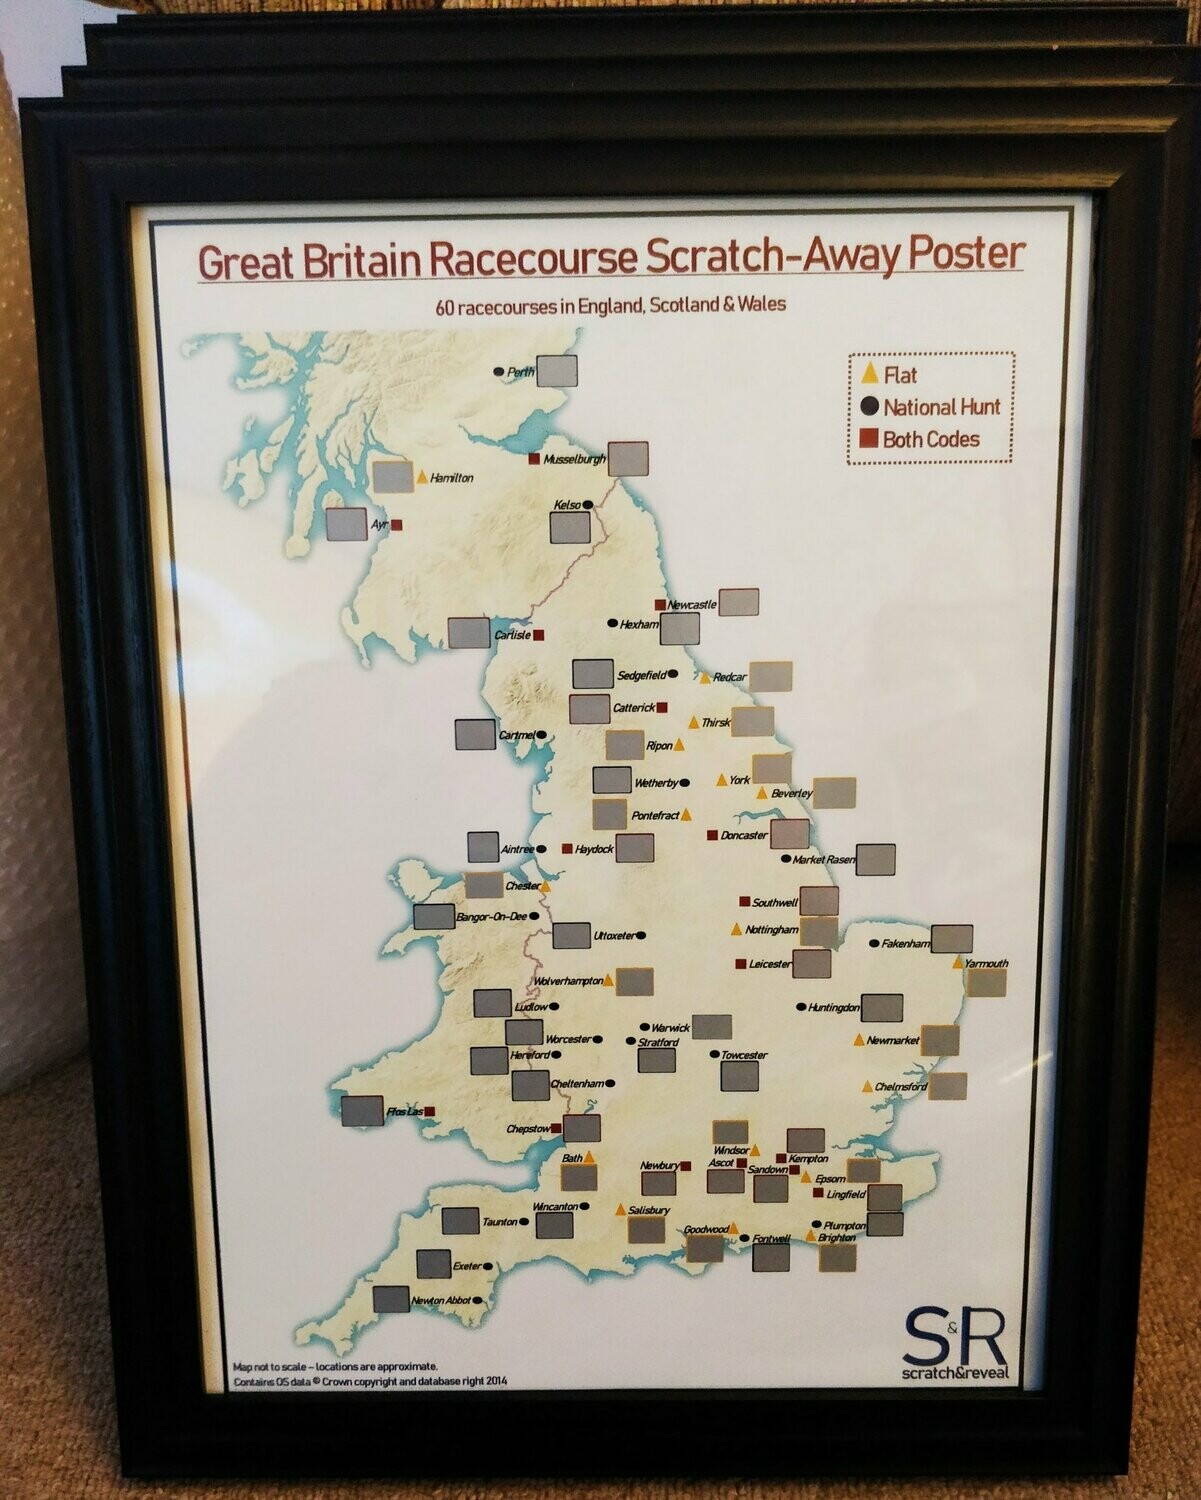 Great Britain Racecourse Scratch-Away Poster
60 racecourses in England, Scotland & Wales
Flat
National Hunt
Both Codes
Perth
Musselburgh
Hamilton
Kelso
Ayr
Newcastle
Hexham
Carlisle
Sedgefield
Redcar
Catterick
Thirsk
Cartmel
Ripon
Wetherby
York
Beverley
Pontefract
Doncaster
Aintree
Haydock
Market Rasen
Chester
Southwell
Bangor-On-Dee
Uttoxeter
Nottingham
Fakenham
Leicester
Yarmouth
Wolverhampton
Ludlow
Huntingdon
Warwick
Worcester
Stratford
Newmarket
Hereford
Towcester
Cheltenham
Chelmsford
Ffos Las
Chepstow
Windsor
Bath
Kempton
Newbury
Ascot
Sandown
Epsom
Lingfield
Wincanton
Salisbury
Taunton
Goodwood
Plumpton
Fontwell
Brighton
Exeter
Newton Abbot
S&R
scratch&reveal
Map not to scale - locations are approximate.
Contains OS data © Crown copyright and database right 2014